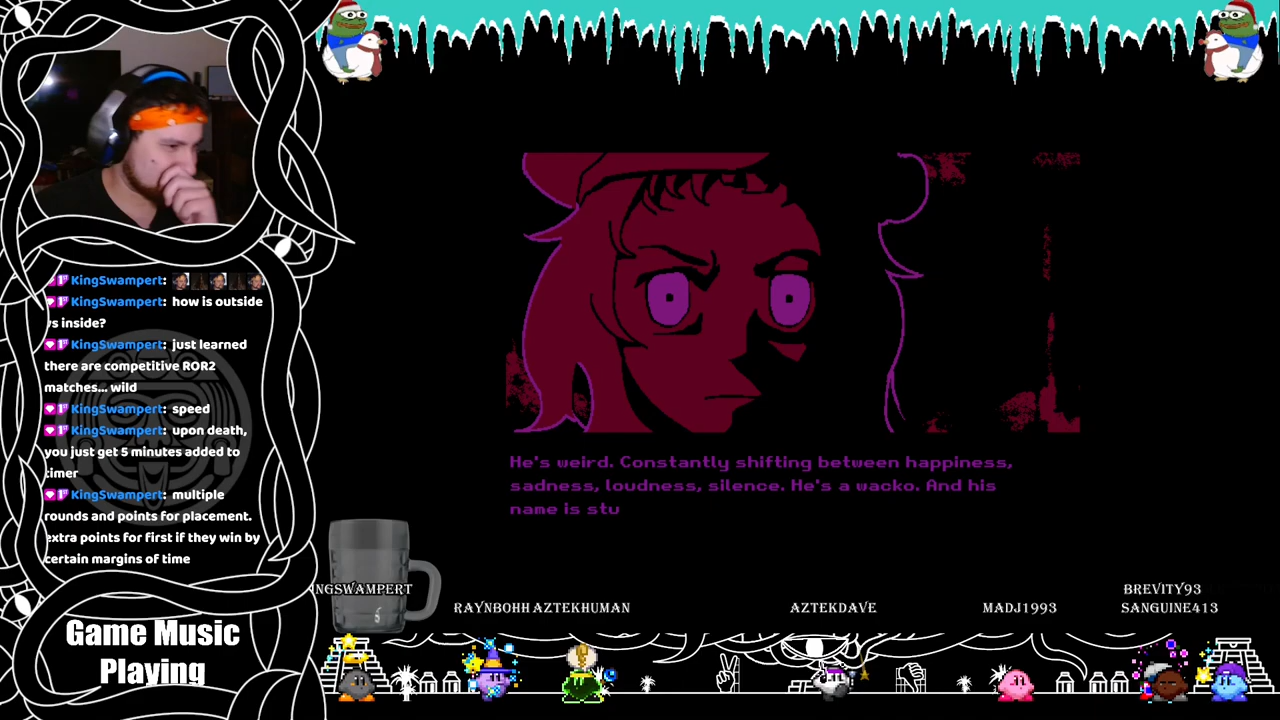 KingSwampert:
KingSwampert: how is outside
vs inside?
KingSwampert: just learned
there are competitive ROR2
matches... wild
KingSwampert: speed
KingSwampert: upon death,
you just get 5 minutes added to
timer
KingSwampert: multiple
rounds and points for placement.
extra points for first if they win by
certain margins of time
Game Music
Playing
He's weird. Constantly shifting between happiness,
sadness, loudness, silence. He's a wacko. And his
name is stu
NGSWAMPERT
BREVITY93
RAYNBOHH AZTEKHUMAN
AZTEKDAVE
MADJ1993
SANGUINE413